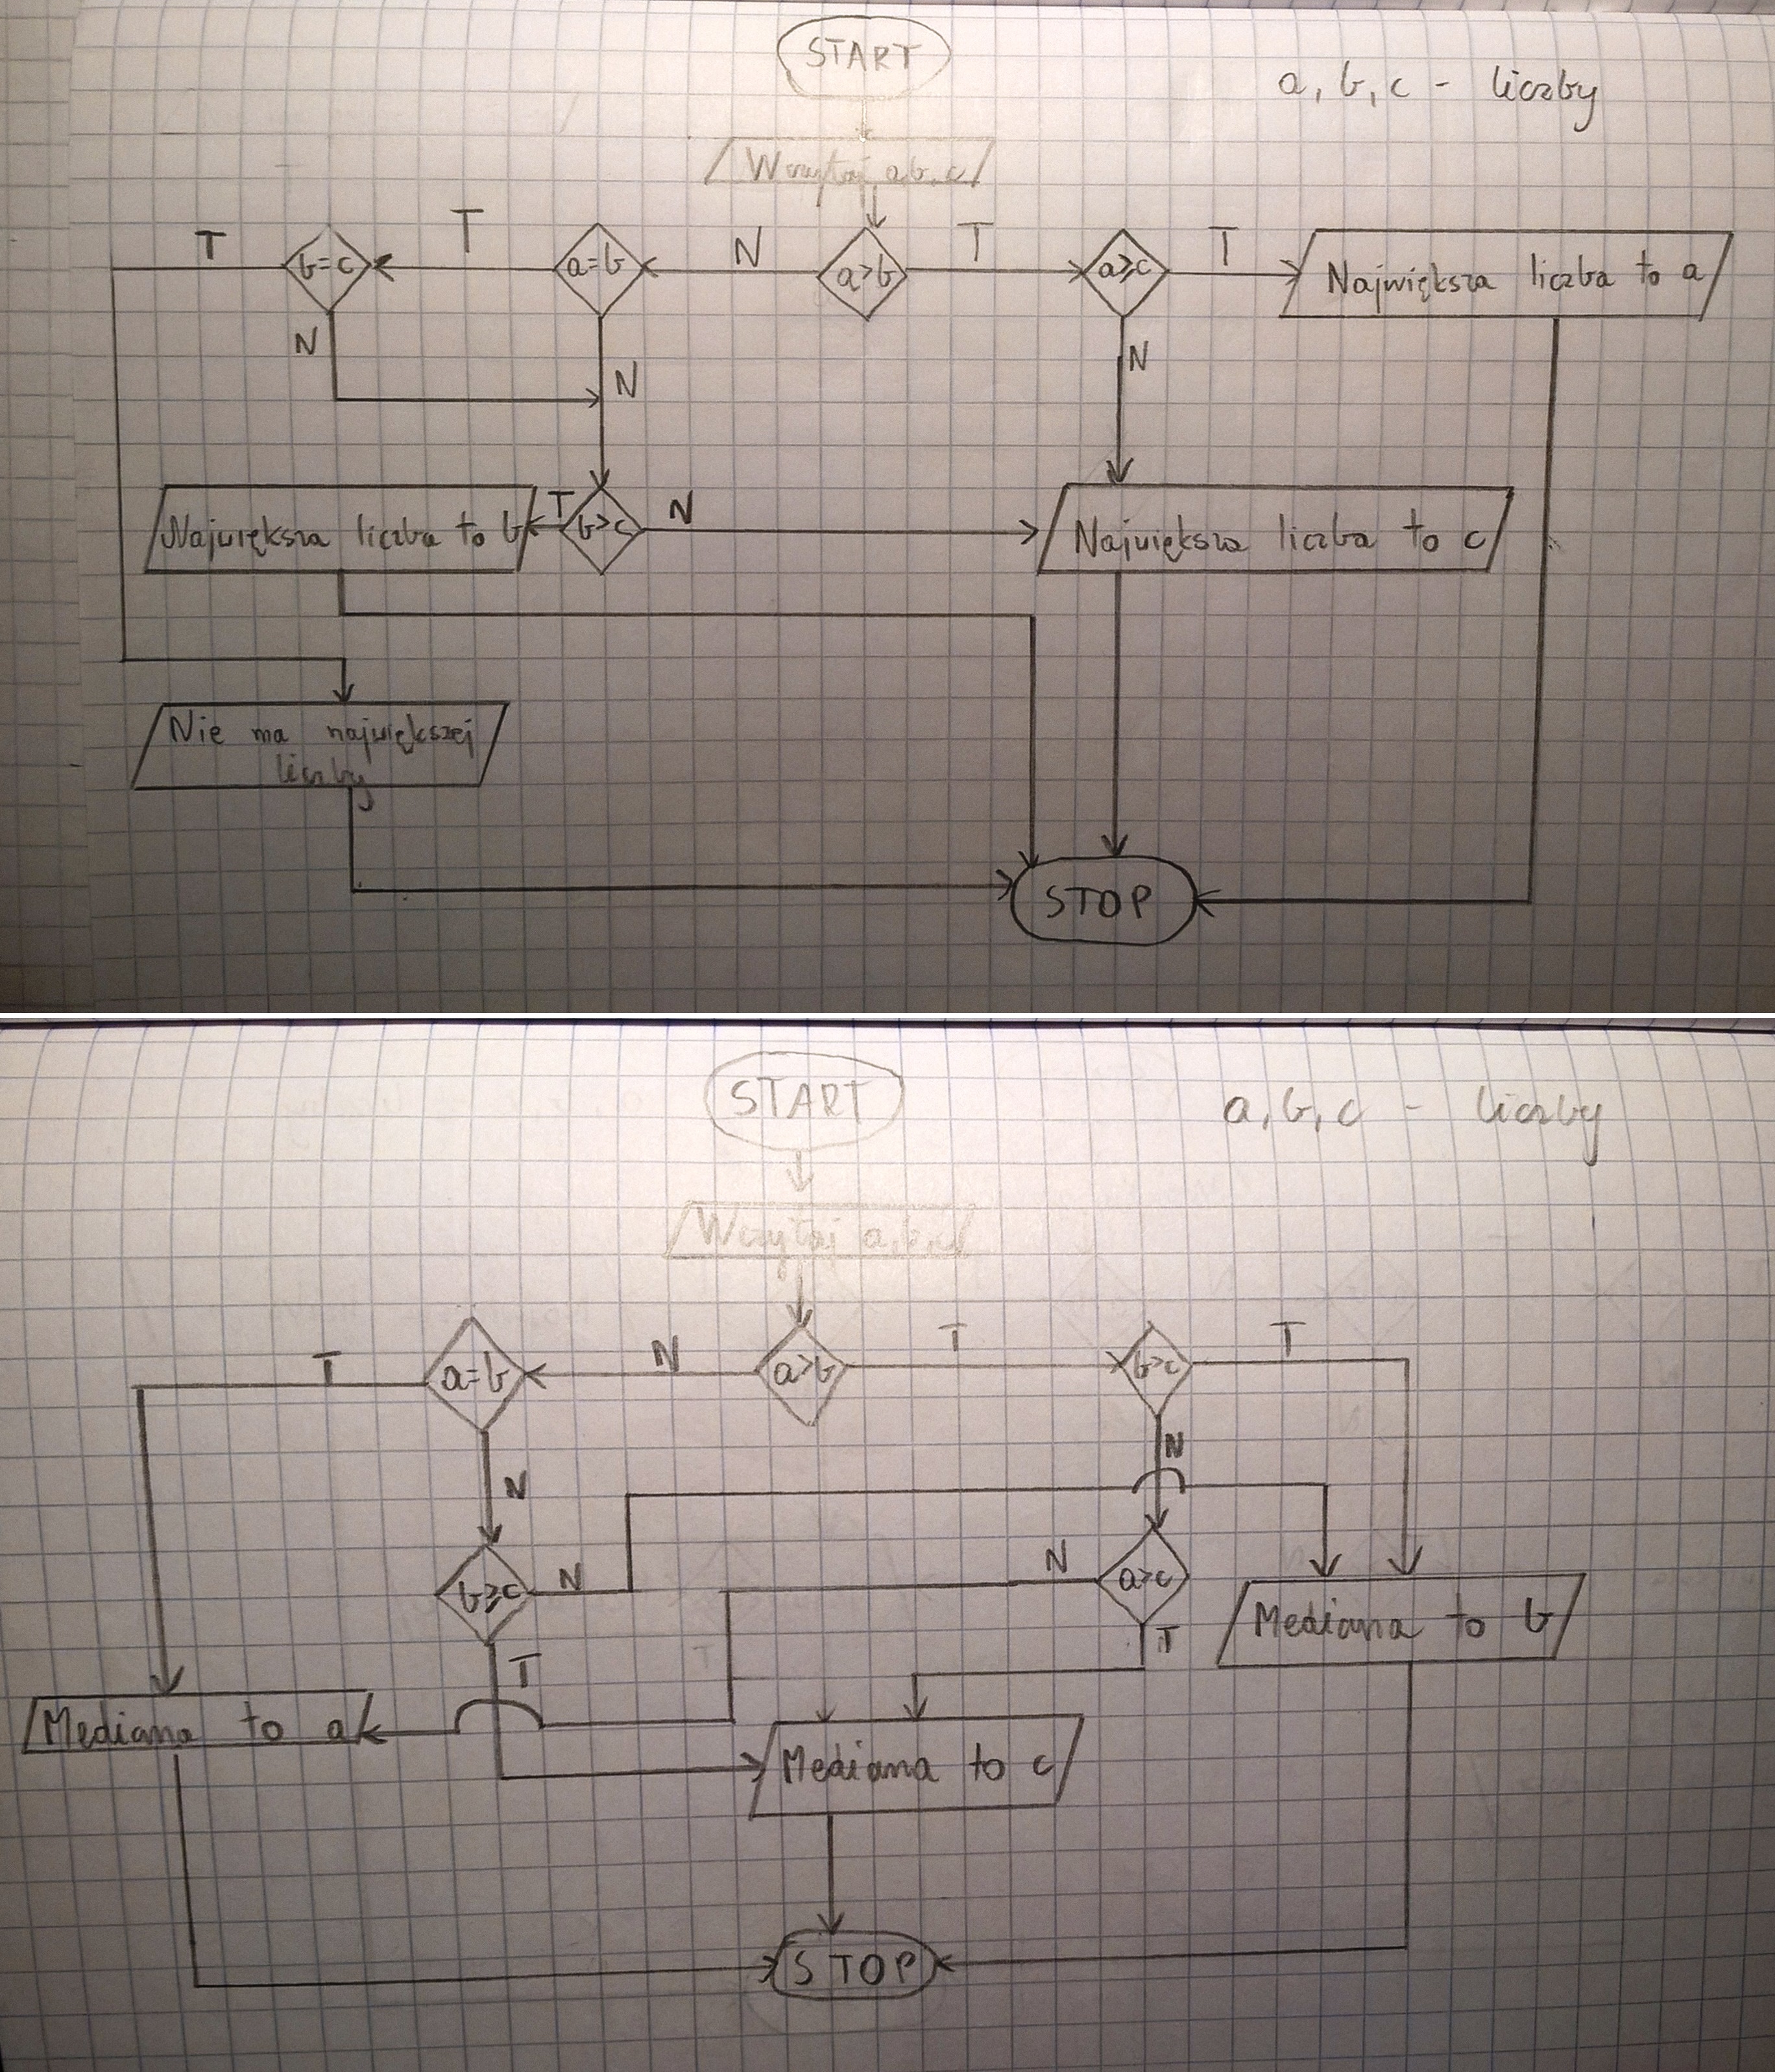 START
a, b, c - liczby
Wczytaj a, b, c
T
b=c
T
a=b
N
a>b
T
a≥c
T
Największa liczba to a
N
N
N
Największa liczba to b
T
b>c
N
Największa liczba to c
Nie ma największej
liczby
STOP
START
a, b, c - liczby
Wczytaj a, b, c
T
a=b
N
a>b
T
b>c
T
N
N
b≥c
N
N
a>c
Mediana to b
T
T
Mediana to a
Mediana to c
STOP